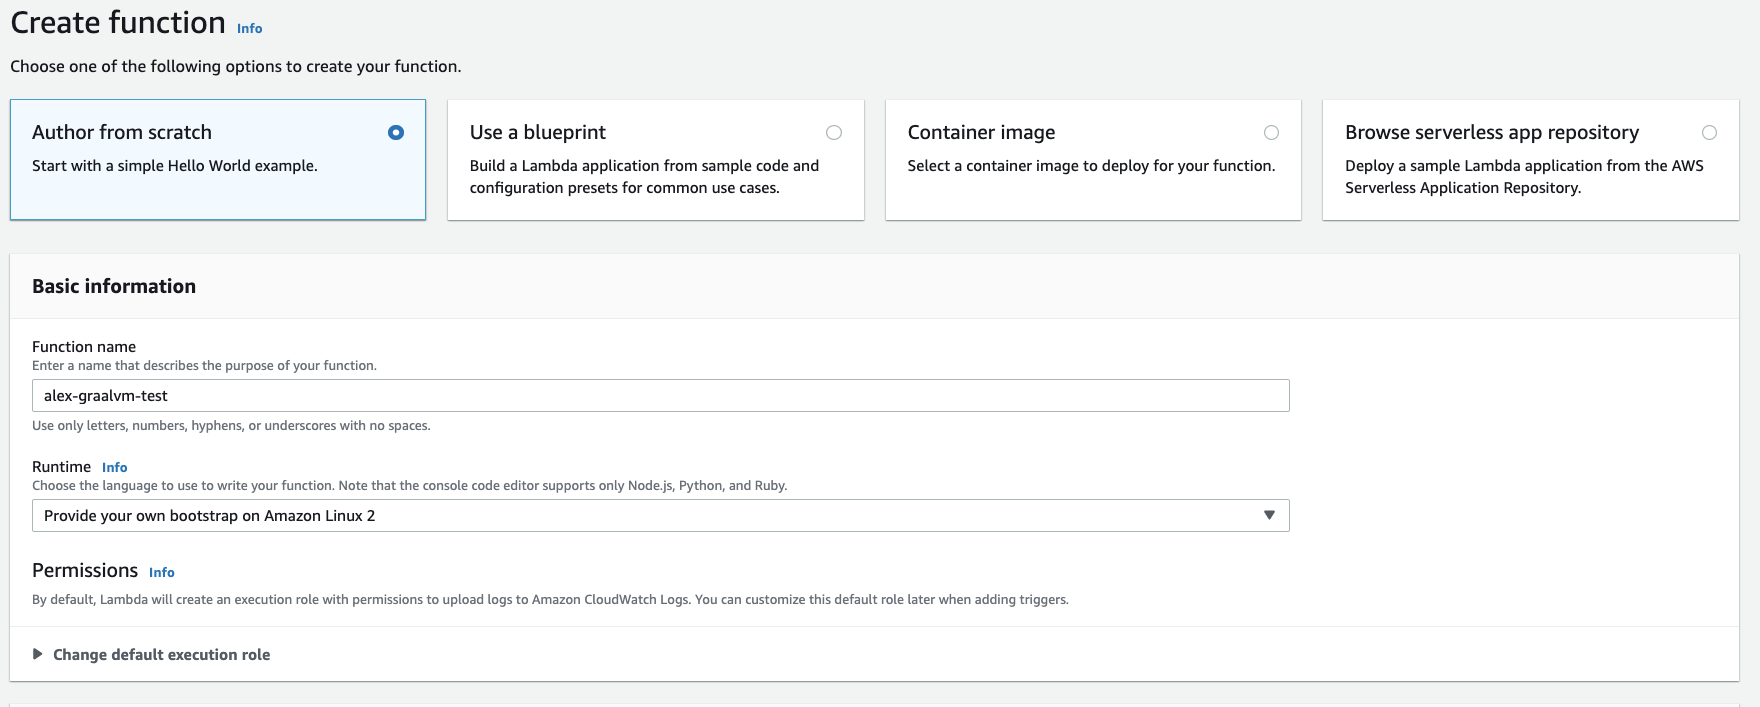 Create function Info
Choose one of the following options to create your function.
Author from scratch
Start with a simple Hello World example.
Use a blueprint
Build a Lambda application from sample code and
configuration presets for common use cases.
Container image
Select a container image to deploy for your function.
Browse serverless app repository
Deploy a sample Lambda application from the AWS
Serverless Application Repository.
Basic information
Function name
Enter a name that describes the purpose of your function.
alex-graalvm-test
Use only letters, numbers, hyphens, or underscores with no spaces.
Runtime Info
Choose the language to use to write your function. Note that the console code editor supports only Node.js, Python, and Ruby.
Provide your own bootstrap on Amazon Linux 2
Permissions Info
By default, Lambda will create an execution role with permissions to upload logs to Amazon CloudWatch Logs. You can customize this default role later when adding triggers.
Change default execution role